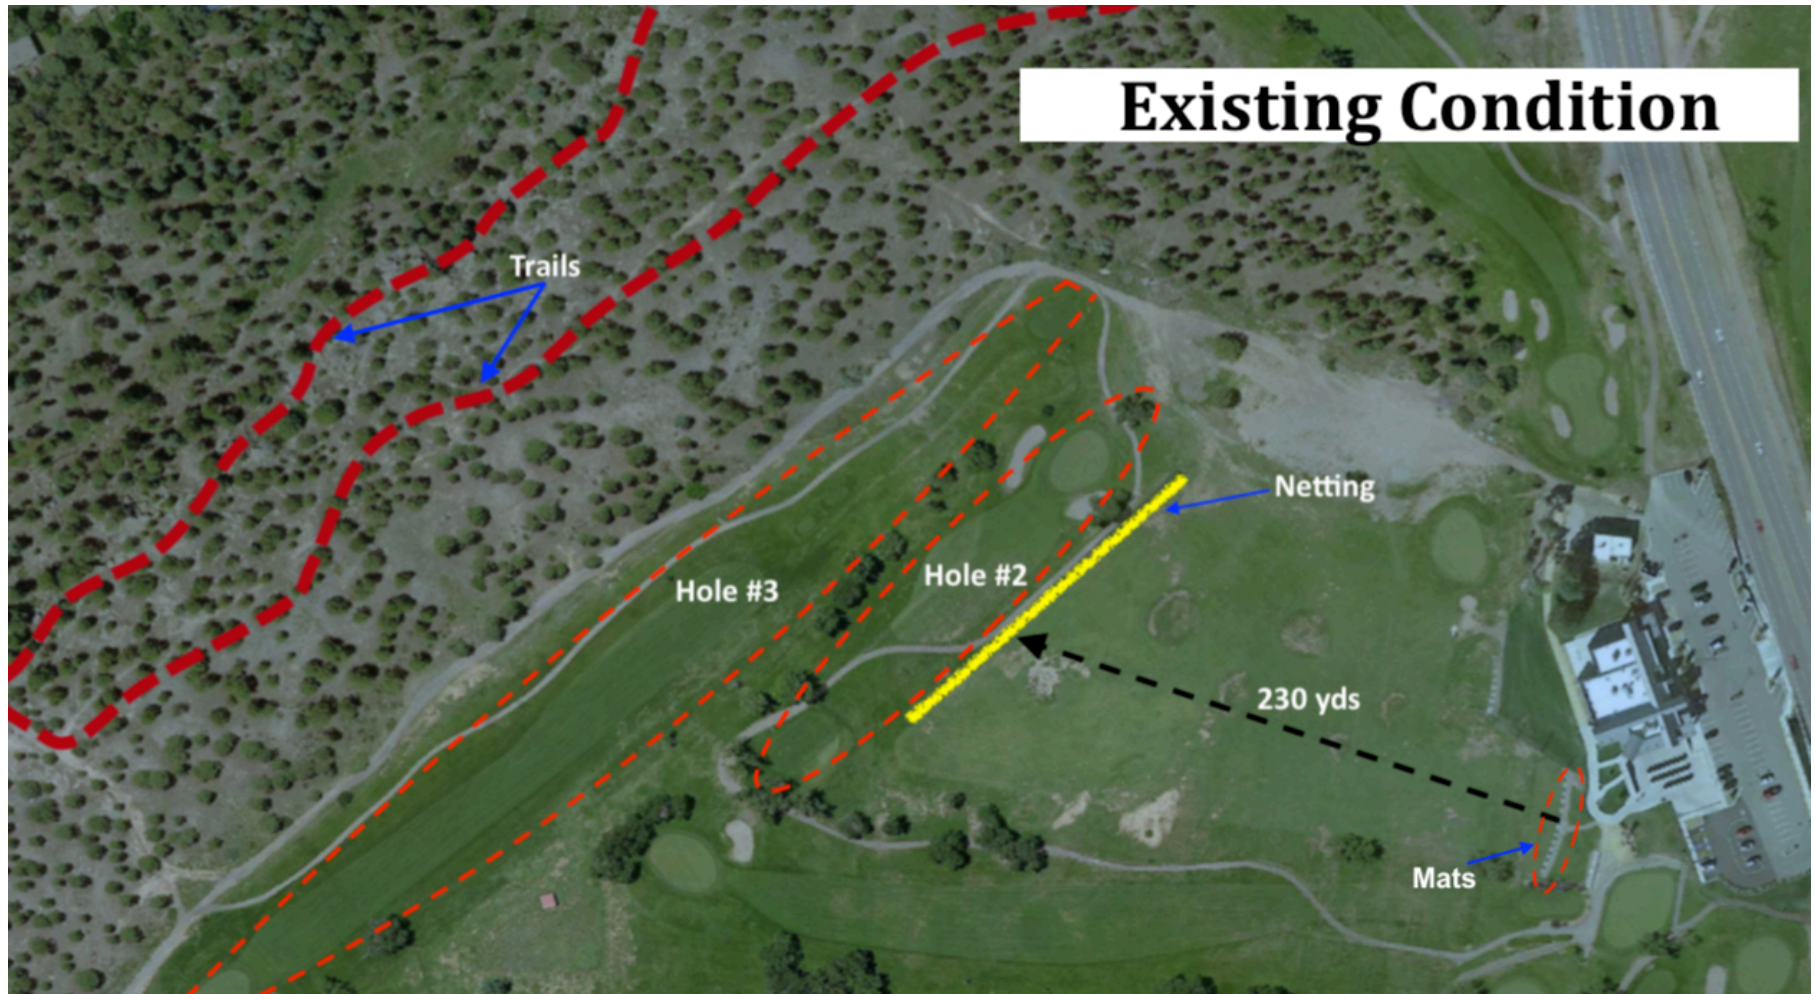 Existing Condition
Trails
Netting
Hole #2
Hole #3
230 yds
Mats